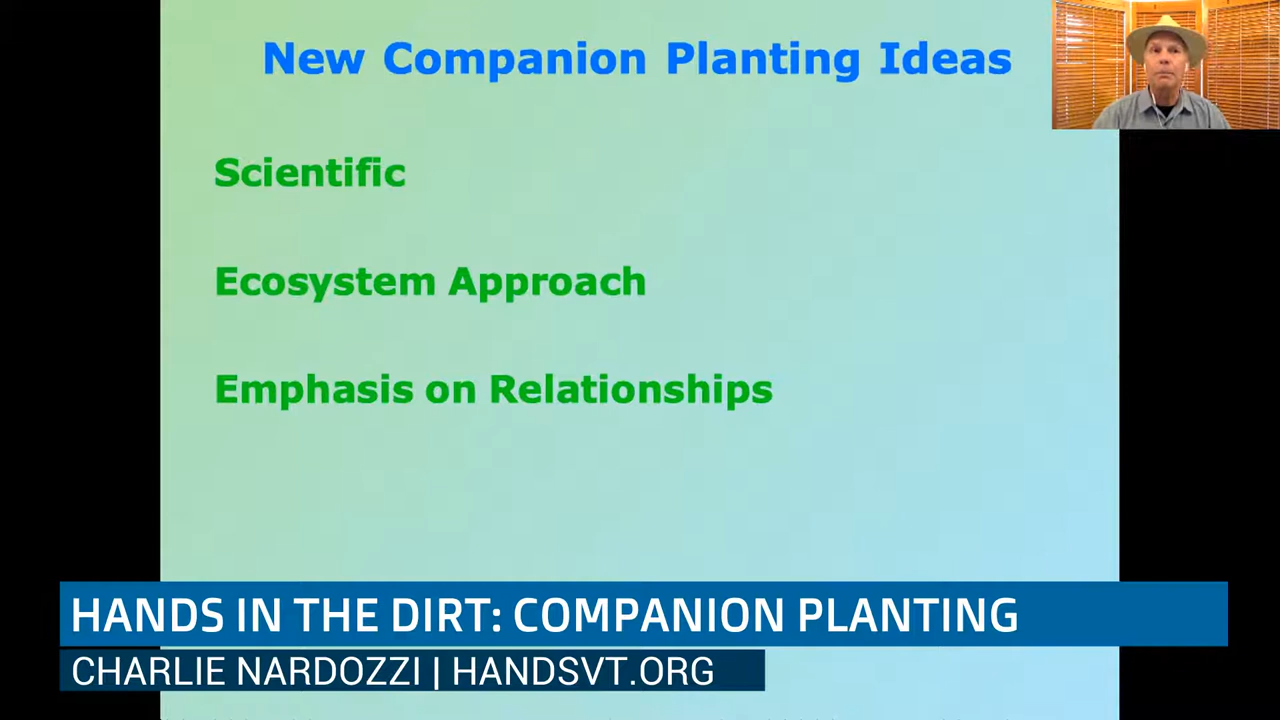 New Companion Planting Ideas
Scientific
Ecosystem Approach
Emphasis on Relationships
HANDS IN THE DIRT: COMPANION PLANTING
CHARLIE NARDOZZI | HANDSVT.ORG